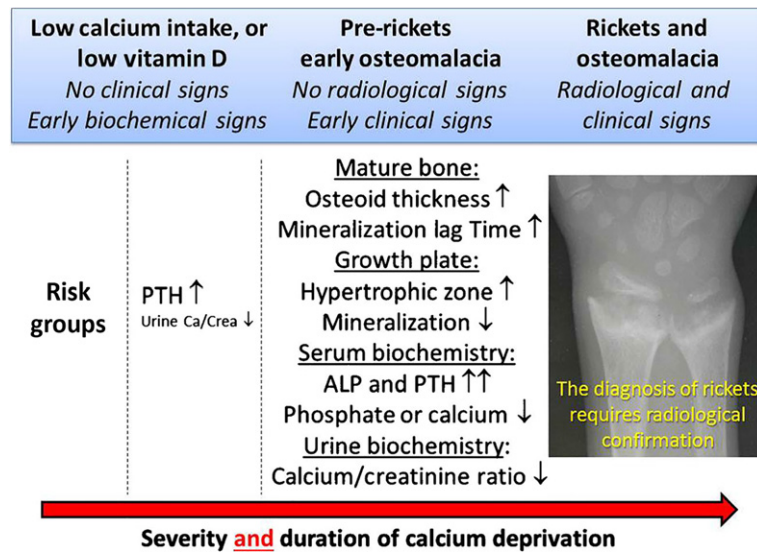 Low calcium intake, or
low vitamin D
No clinical signs
Early biochemical signs
Pre-rickets
early osteomalacia
No radiological signs
Early clinical signs
Rickets and
osteomalacia
Radiological and
clinical signs
Risk
groups
PTH ↑
Urine Ca/Crea ↓
Mature bone:
Osteoid thickness ↑
Mineralization lag Time ↑
Growth plate:
Hypertrophic zone ↑
Mineralization ↓
Serum biochemistry:
ALP and PTH ↑↑
Phosphate or calcium ↓
Urine biochemistry:
Calcium/creatinine ratio ↓
The diagnosis of rickets
requires radiological
confirmation
Severity and duration of calcium deprivation